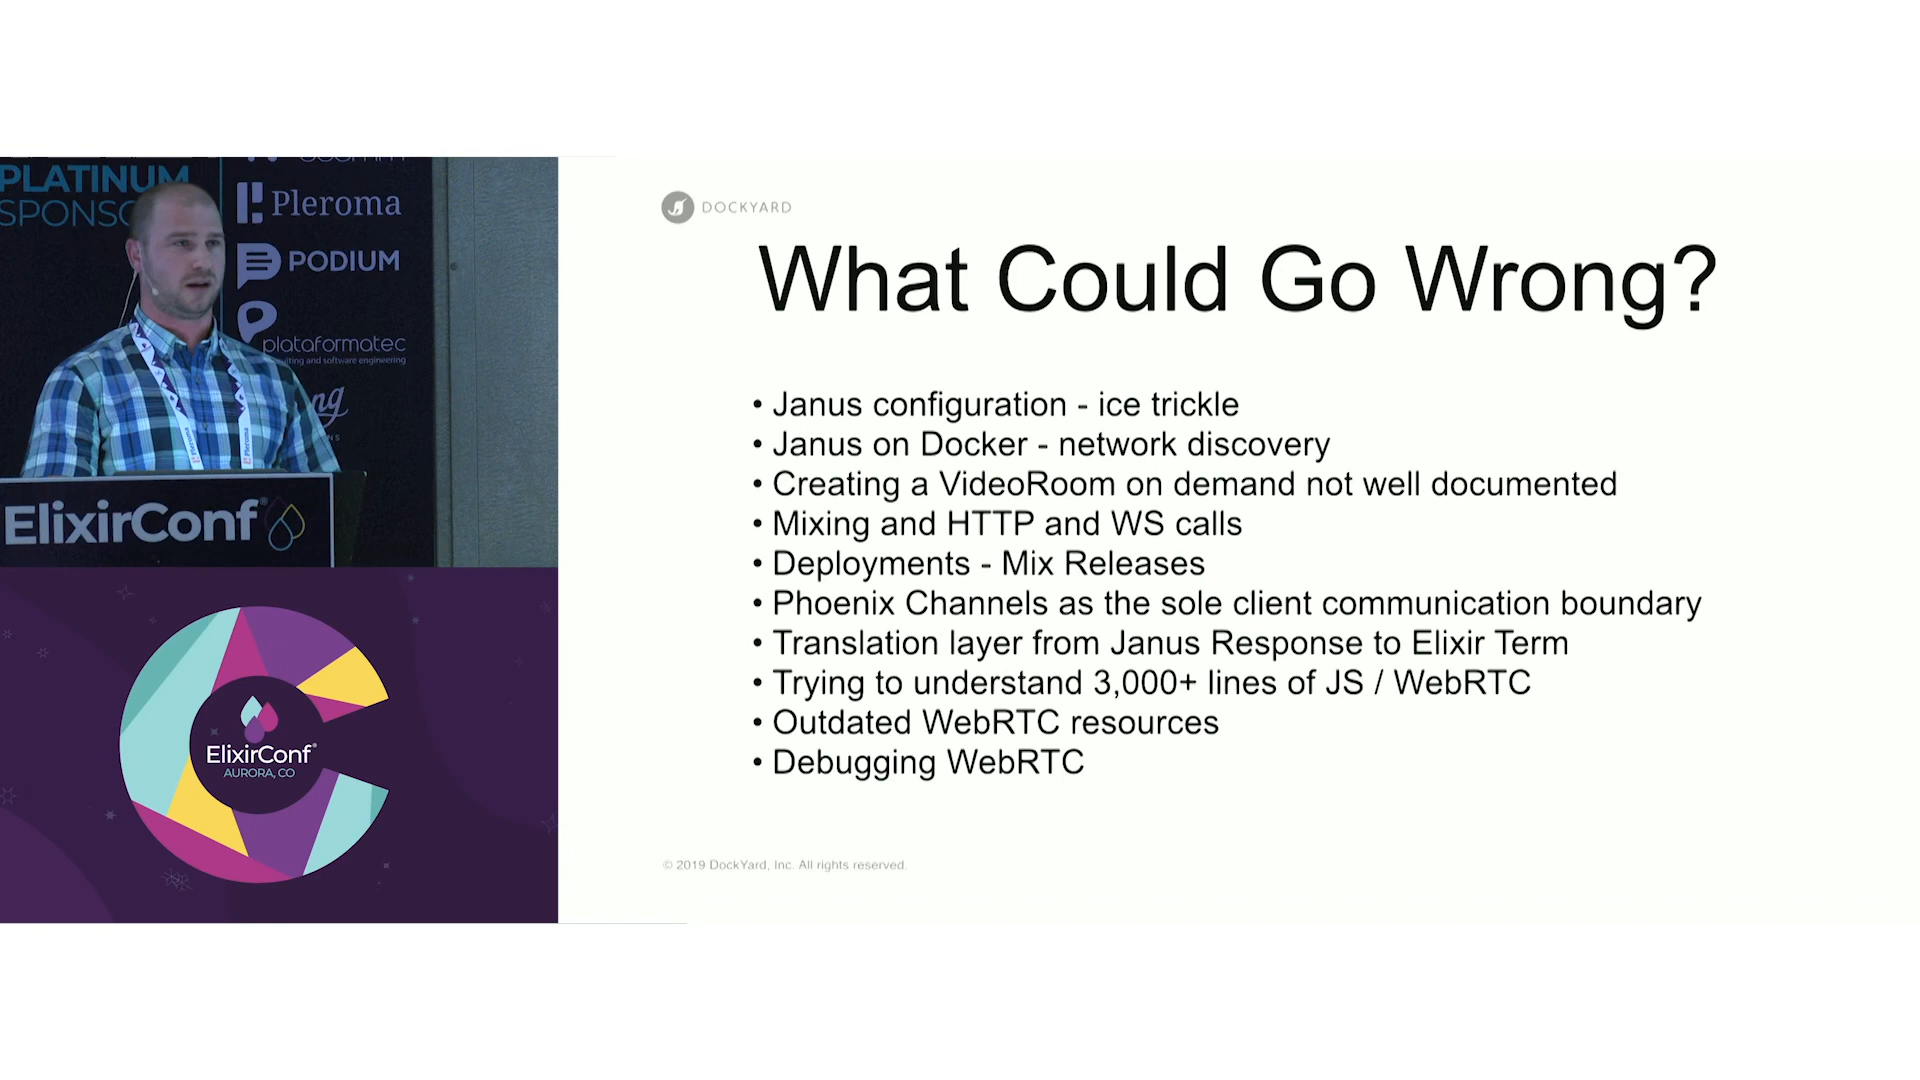 PLATINUM
Pleroma
PODIUM
plataformatec
and software engineering
Pleroma
Pleroma
ElixirConf®
ElixirConf®
AURORA, CO
DOCKYARD
What Could Go Wrong?
• Janus configuration - ice trickle
• Janus on Docker - network discovery
• Creating a VideoRoom on demand not well documented
• Mixing and HTTP and WS calls
• Deployments - Mix Releases
• Phoenix Channels as the sole client communication boundary
• Translation layer from Janus Response to Elixir Term
• Trying to understand 3,000+ lines of JS / WebRTC
• Outdated WebRTC resources
• Debugging WebRTC
© 2019 DockYard, Inc. All rights reserved.